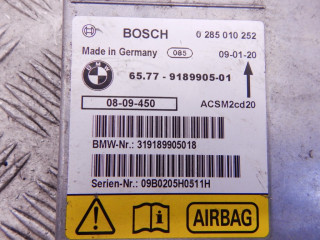 BOSCH 0 285 010 252
Made in Germany 085 09-01-20
BMW 65.77 - 9189905-01
08-09-450 ACSM2cd20
BMW-Nr.: 319189905018
Serien-Nr.: 09B0205H0511H
AIRBAG